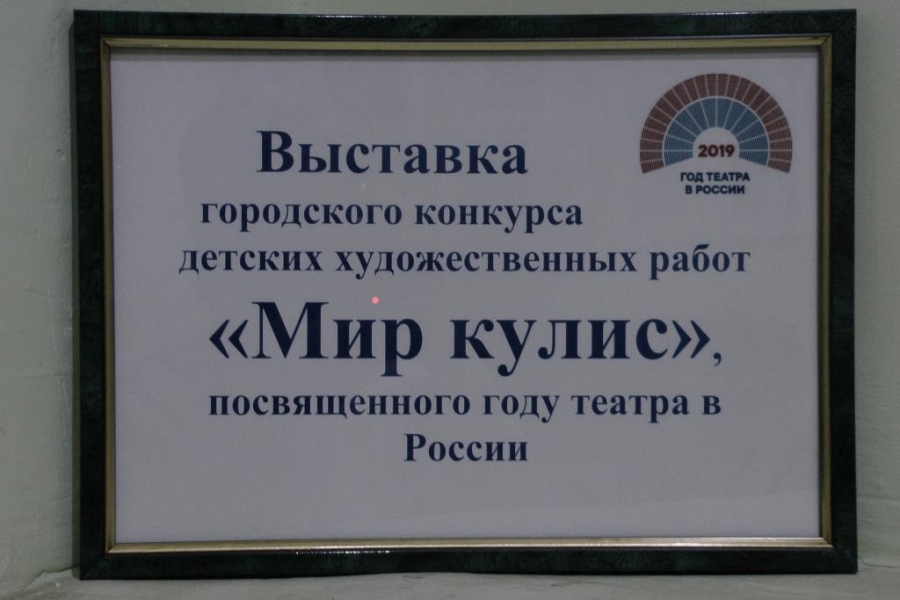 2019
ГОД ТЕАТРА
В РОССИИ
Выставка
городского конкурса
детских художественных работ
«Мир кулис»,
посвященного году театра в
России